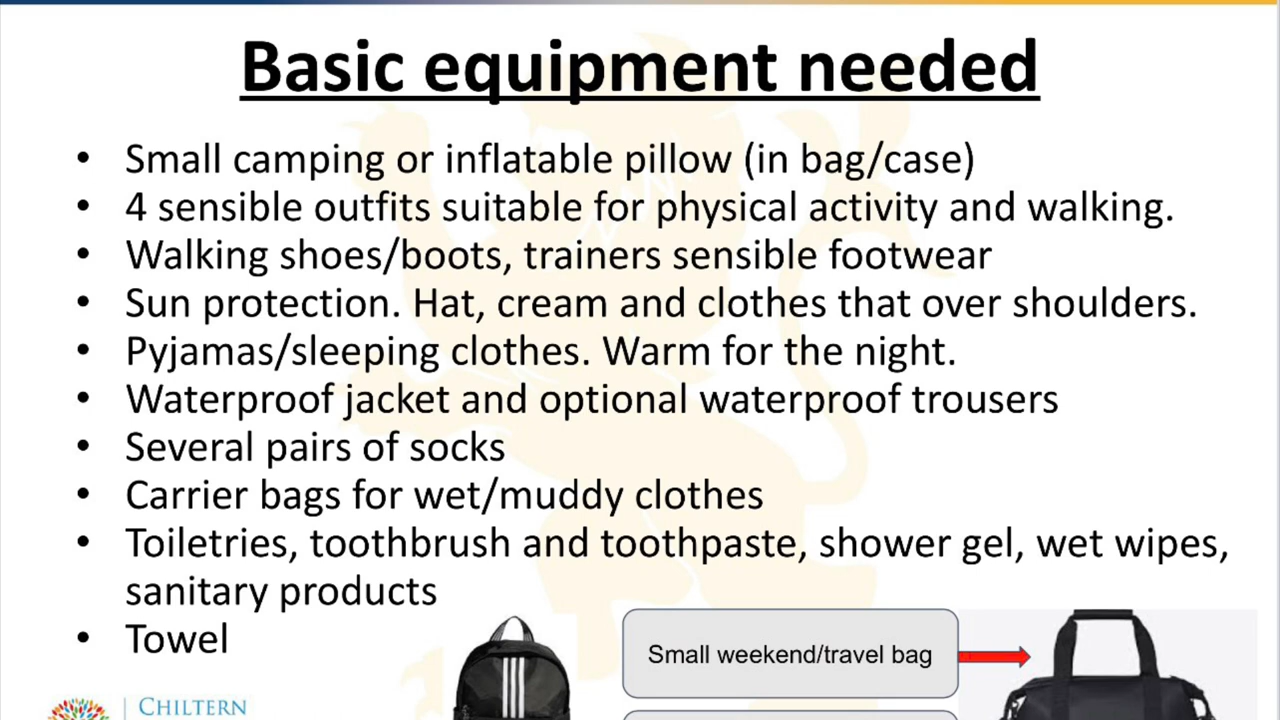 Basic equipment needed
• Small camping or inflatable pillow (in bag/case)
• 4 sensible outfits suitable for physical activity and walking.
• Walking shoes/boots, trainers sensible footwear
• Sun protection. Hat, cream and clothes that over shoulders.
• Pyjamas/sleeping clothes. Warm for the night.
• Waterproof jacket and optional waterproof trousers
• Several pairs of socks
• Carrier bags for wet/muddy clothes
• Toiletries, toothbrush and toothpaste, shower gel, wet wipes,
sanitary products
• Towel
Small weekend/travel bag
CHILTERN